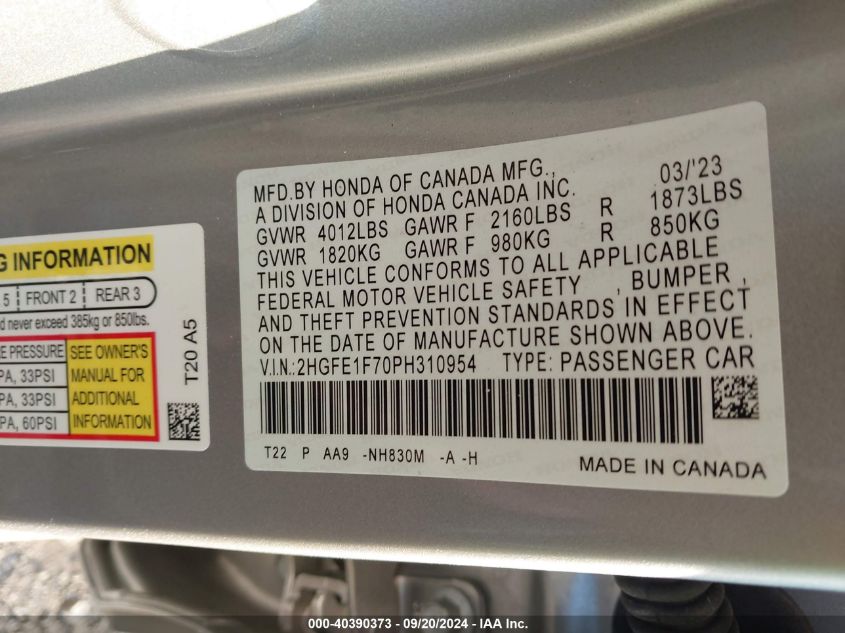 MFD.BY HONDA OF CANADA MFG., 03/'23
A DIVISION OF HONDA CANADA INC.
GVWR 4012LBS GAWR F 2160LBS R 1873LBS
GVWR 1820KG GAWR F 980KG R 850KG
THIS VEHICLE CONFORMS TO ALL APPLICABLE
FEDERAL MOTOR VEHICLE SAFETY , BUMPER ,
AND THEFT PREVENTION STANDARDS IN EFFECT
ON THE DATE OF MANUFACTURE SHOWN ABOVE.
V.I.N.: 2HGFE1F70PH310954 TYPE: PASSENGER CAR
T22 P AA9 -NH830M -A -H
MADE IN CANADA
G INFORMATION
5 FRONT 2 REAR 3
d never exceed 385kg or 850lbs.
E PRESSURE SEE OWNER'S
PA, 33PSI MANUAL FOR
PA, 33PSI ADDITIONAL
PA, 60PSI INFORMATION
T20 A5
000-40390373 - 09/20/2024 - IAA Inc.